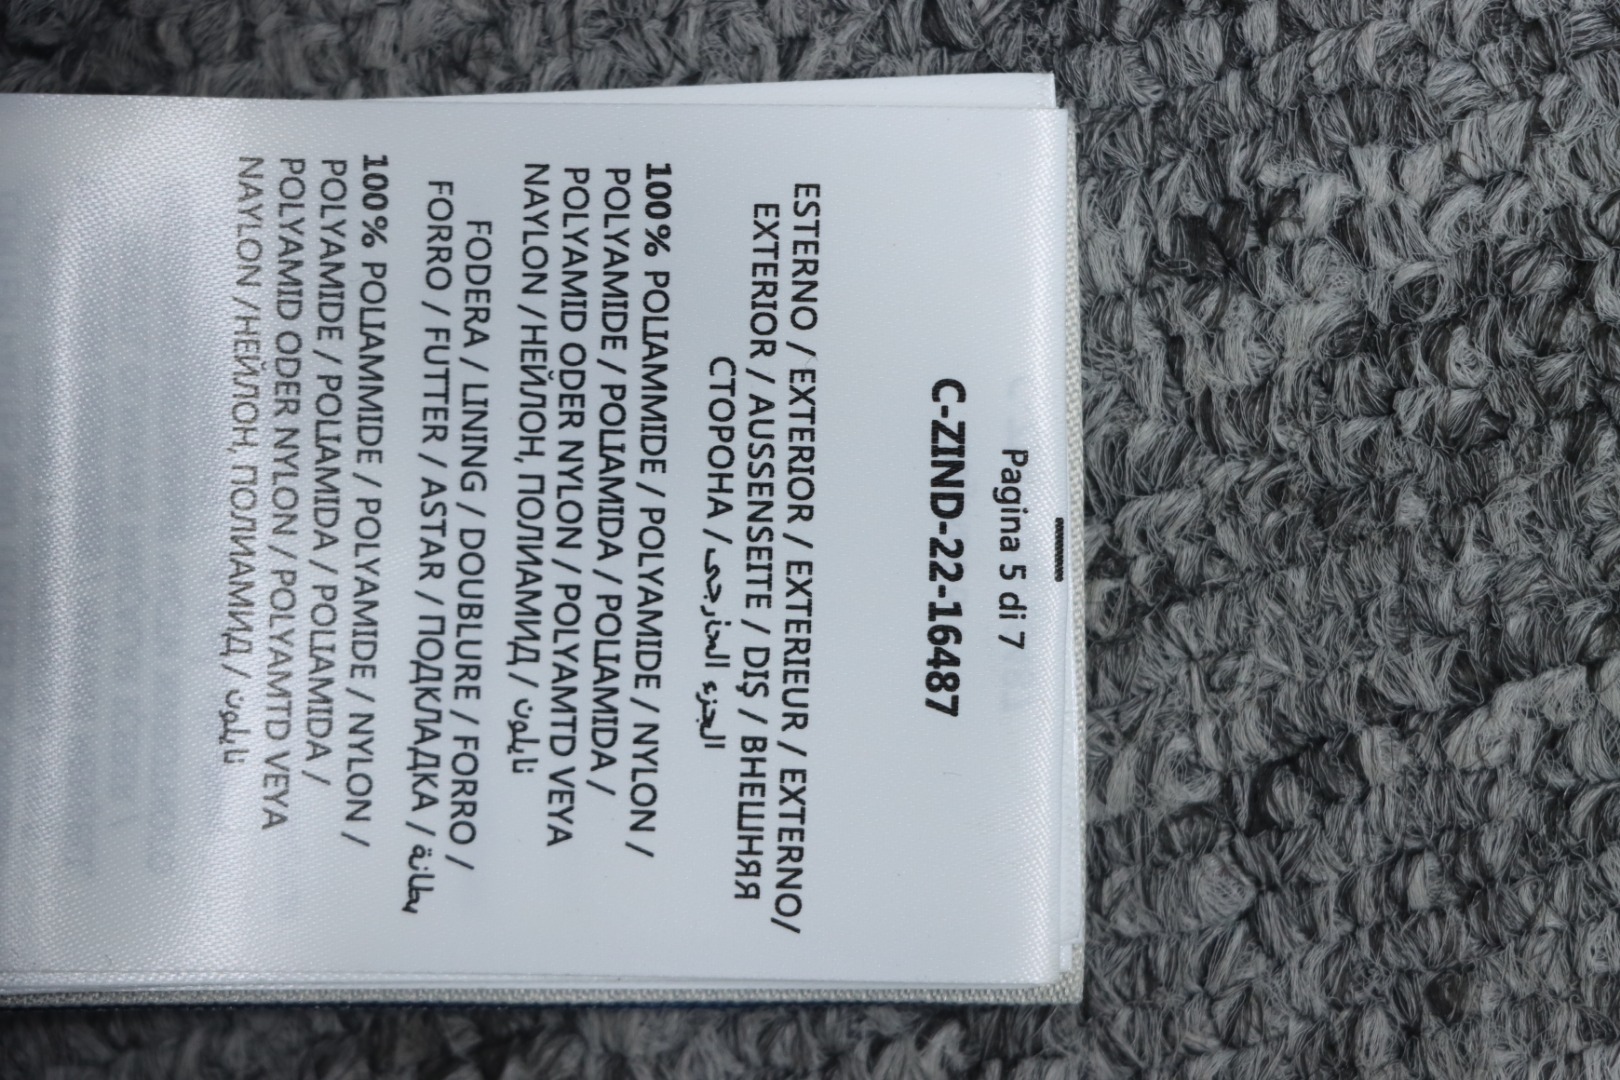 Pagina 5 di 7
C-ZIND-22-16487
ESTERNO / EXTERIOR / EXTERIEUR / EXTERNO/
EXTERIOR / AUSSENSEITE / DIŞ / ВНЕШНЯЯ
СТОРОНА / الجزء الخارجى
100% POLIAMMIDE / POLYAMIDE / NYLON /
POLYAMIDE / POLIAMIDA / POLIAMIDA /
POLYAMID ODER NYLON / POLYAMTD VEYA
NAYLON /НЕЙЛОН, ПОЛИАМИД / نايلون
FODERA / LINING / DOUBLURE / FORRO /
FORRO / FUTTER / ASTAR / ПОДКЛАДКА / بطانة
100% POLIAMMIDE / POLYAMIDE / NYLON /
POLYAMIDE / POLIAMIDA / POLIAMIDA /
POLYAMID ODER NYLON / POLYAMTD VEYA
NAYLON /НЕЙЛОН, ПОЛИАМИД / نايلون